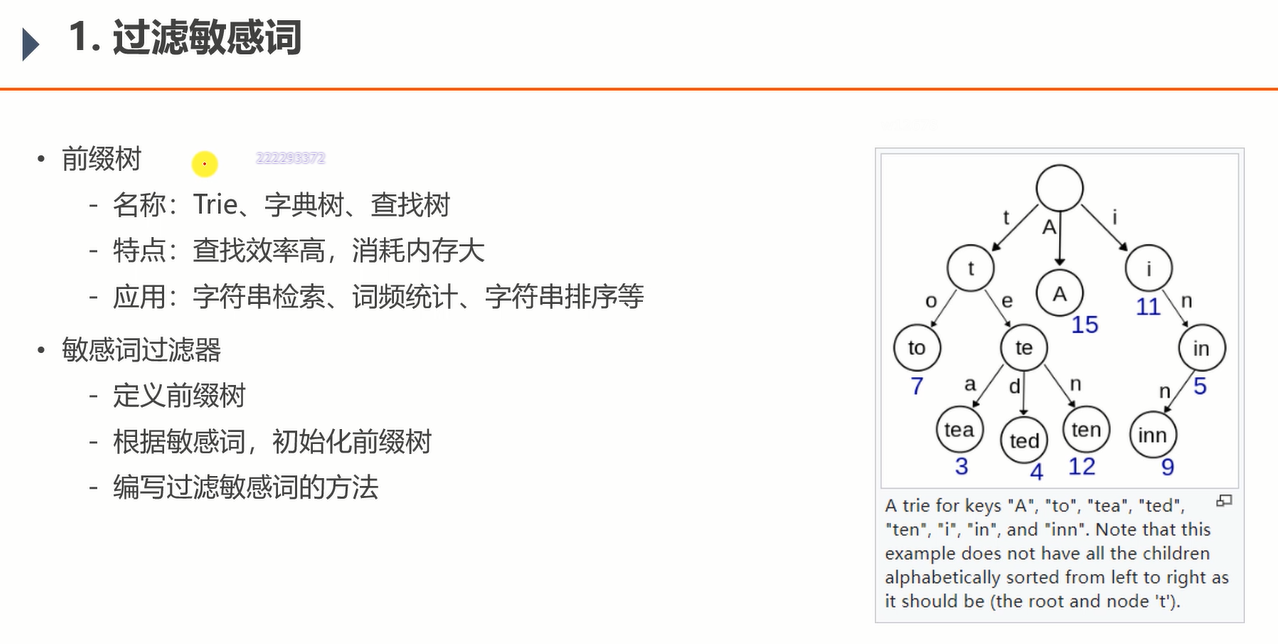 1. 过滤敏感词
• 前缀树
222293372
- 名称：Trie、字典树、查找树
- 特点：查找效率高，消耗内存大
- 应用：字符串检索、词频统计、字符串排序等
• 敏感词过滤器
- 定义前缀树
- 根据敏感词，初始化前缀树
- 编写过滤敏感词的方法
t A i
t A i
15 11
o e n
to te in
7 5
a d n n
tea ted ten inn
3 4 12 9
A trie for keys "A", "to", "tea", "ted",
"ten", "i", "in", and "inn". Note that this
example does not have all the children
alphabetically sorted from left to right as
it should be (the root and node 't').